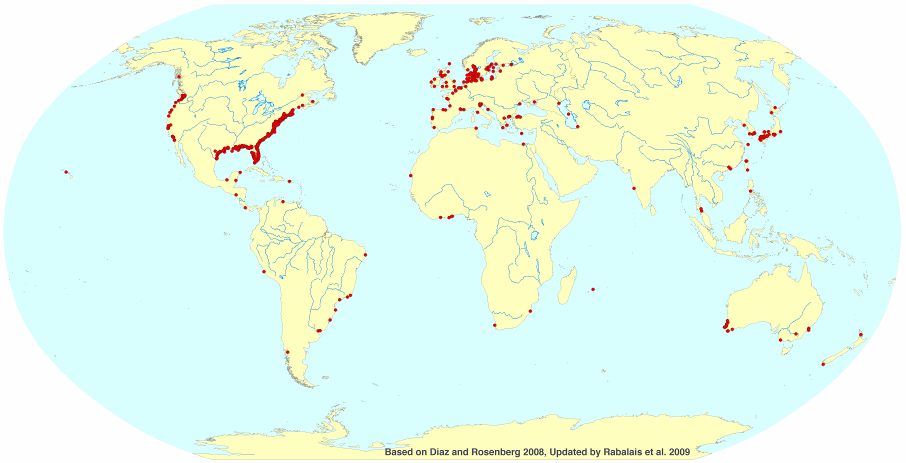 Based on Diaz and Rosenberg 2008, Updated by Rabalais et al. 2009